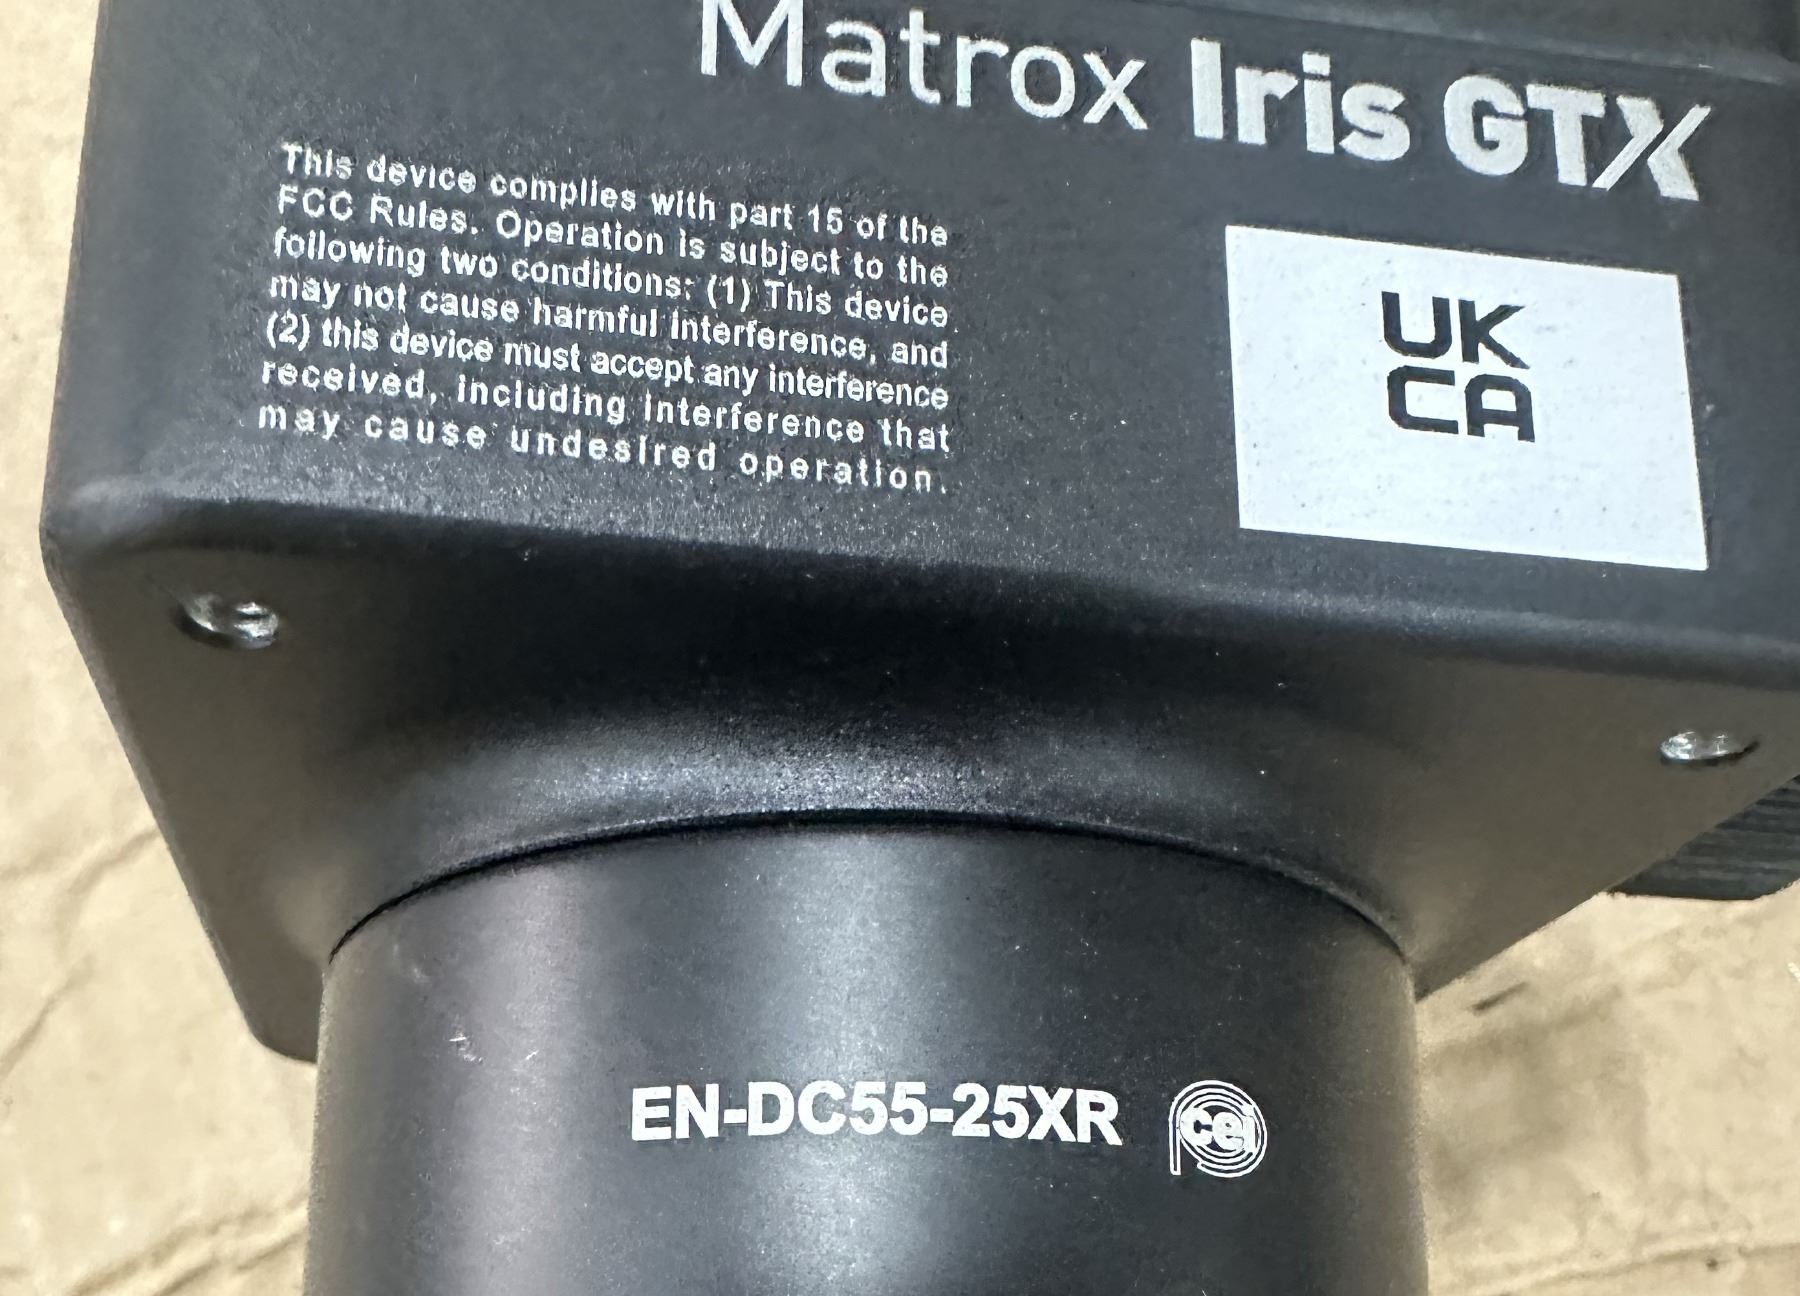 Matrox Iris GTX
This device complies with part 15 of the
FCC Rules. Operation is subject to the
following two conditions: (1) This device
may not cause harmful interference, and
(2) this device must accept any interference
received, including interference that
may cause undesired operation.
UK
CA
EN-DC55-25XR
cei